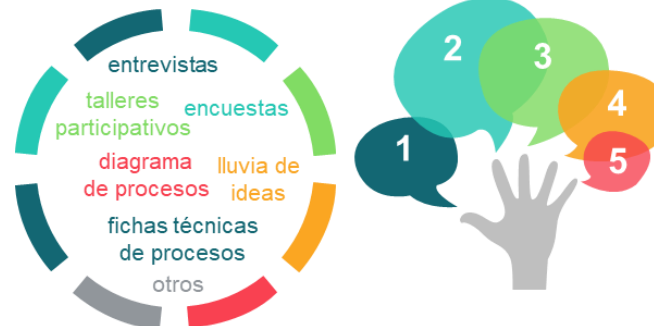 entrevistas
talleres
participativos
encuestas
diagrama
de procesos
lluvia de
ideas
fichas técnicas
de procesos
otros
1
2
3
4
5